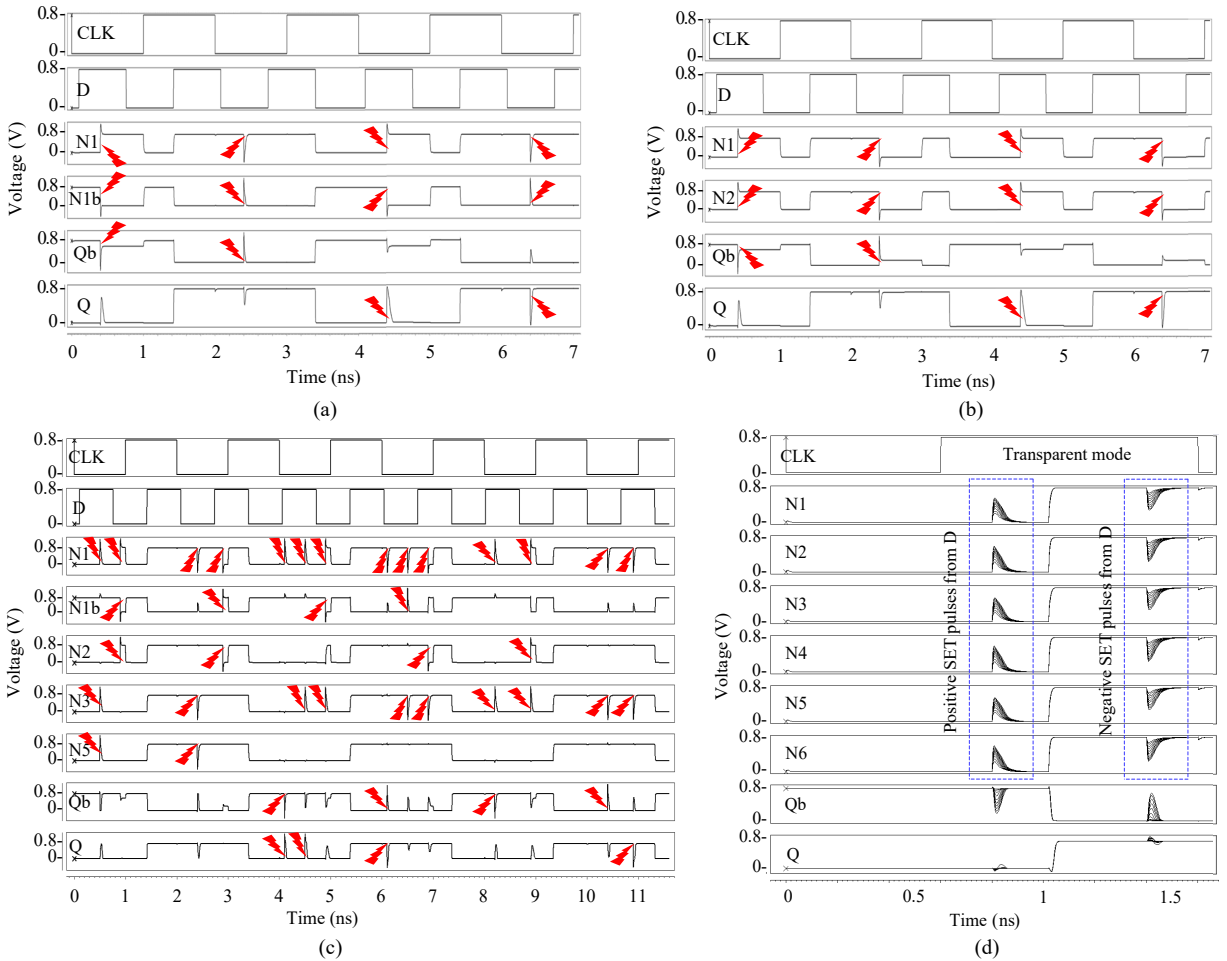 0.8
0
CLK
0.8
0
D
0.8
0
N1
0.8
0
N1b
0.8
0
Qb
0.8
0
Q
Voltage (V)
0 1 2 3 4 5 6 7
Time (ns)
(a)
0.8
0
CLK
0.8
0
D
0.8
0
N1
0.8
0
N2
0.8
0
Qb
0.8
0
Q
Voltage (V)
0 1 2 3 4 5 6 7
Time (ns)
(b)
0.8
0
CLK
0.8
0
D
0.8
0
N1
0.8
0
N1b
0.8
0
N2
0.8
0
N3
0.8
0
N5
0.8
0
Qb
0.8
0
Q
Voltage (V)
0 1 2 3 4 5 6 7 8 9 10 11
Time (ns)
(c)
0.8
0
CLK
Transparent mode
0.8
0
N1
0.8
0
N2
0.8
0
N3
0.8
0
N4
0.8
0
N5
0.8
0
N6
0.8
0
Qb
0.8
0
Q
Positive SET pulses from D
Negative SET pulses from D
Voltage (V)
0 0.5 1 1.5
Time (ns)
(d)